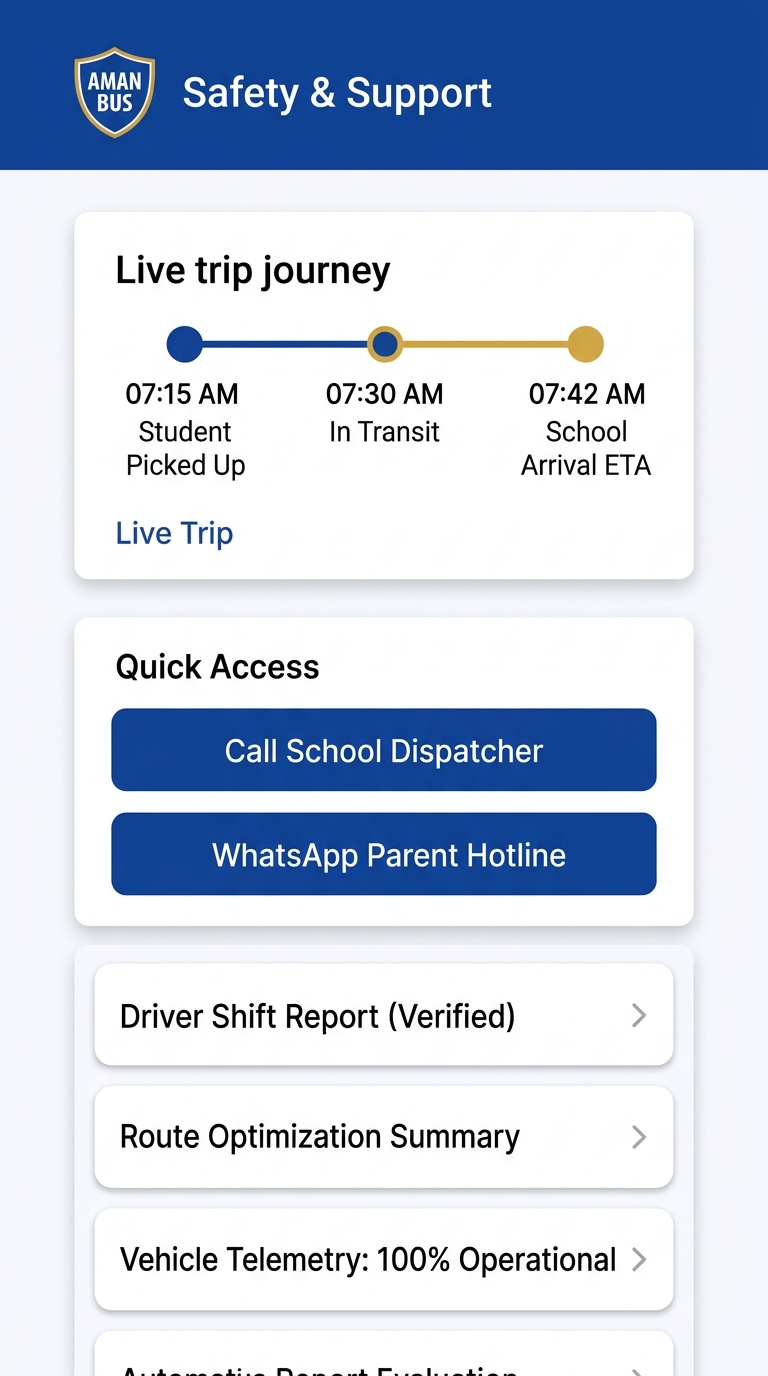 AMAN
BUS
Safety & Support
Live trip journey
07:15 AM
Student
Picked Up
07:30 AM
In Transit
07:42 AM
School
Arrival ETA
Live Trip
Quick Access
Call School Dispatcher
WhatsApp Parent Hotline
Driver Shift Report (Verified)
Route Optimization Summary
Vehicle Telemetry: 100% Operational
Report Evaluation